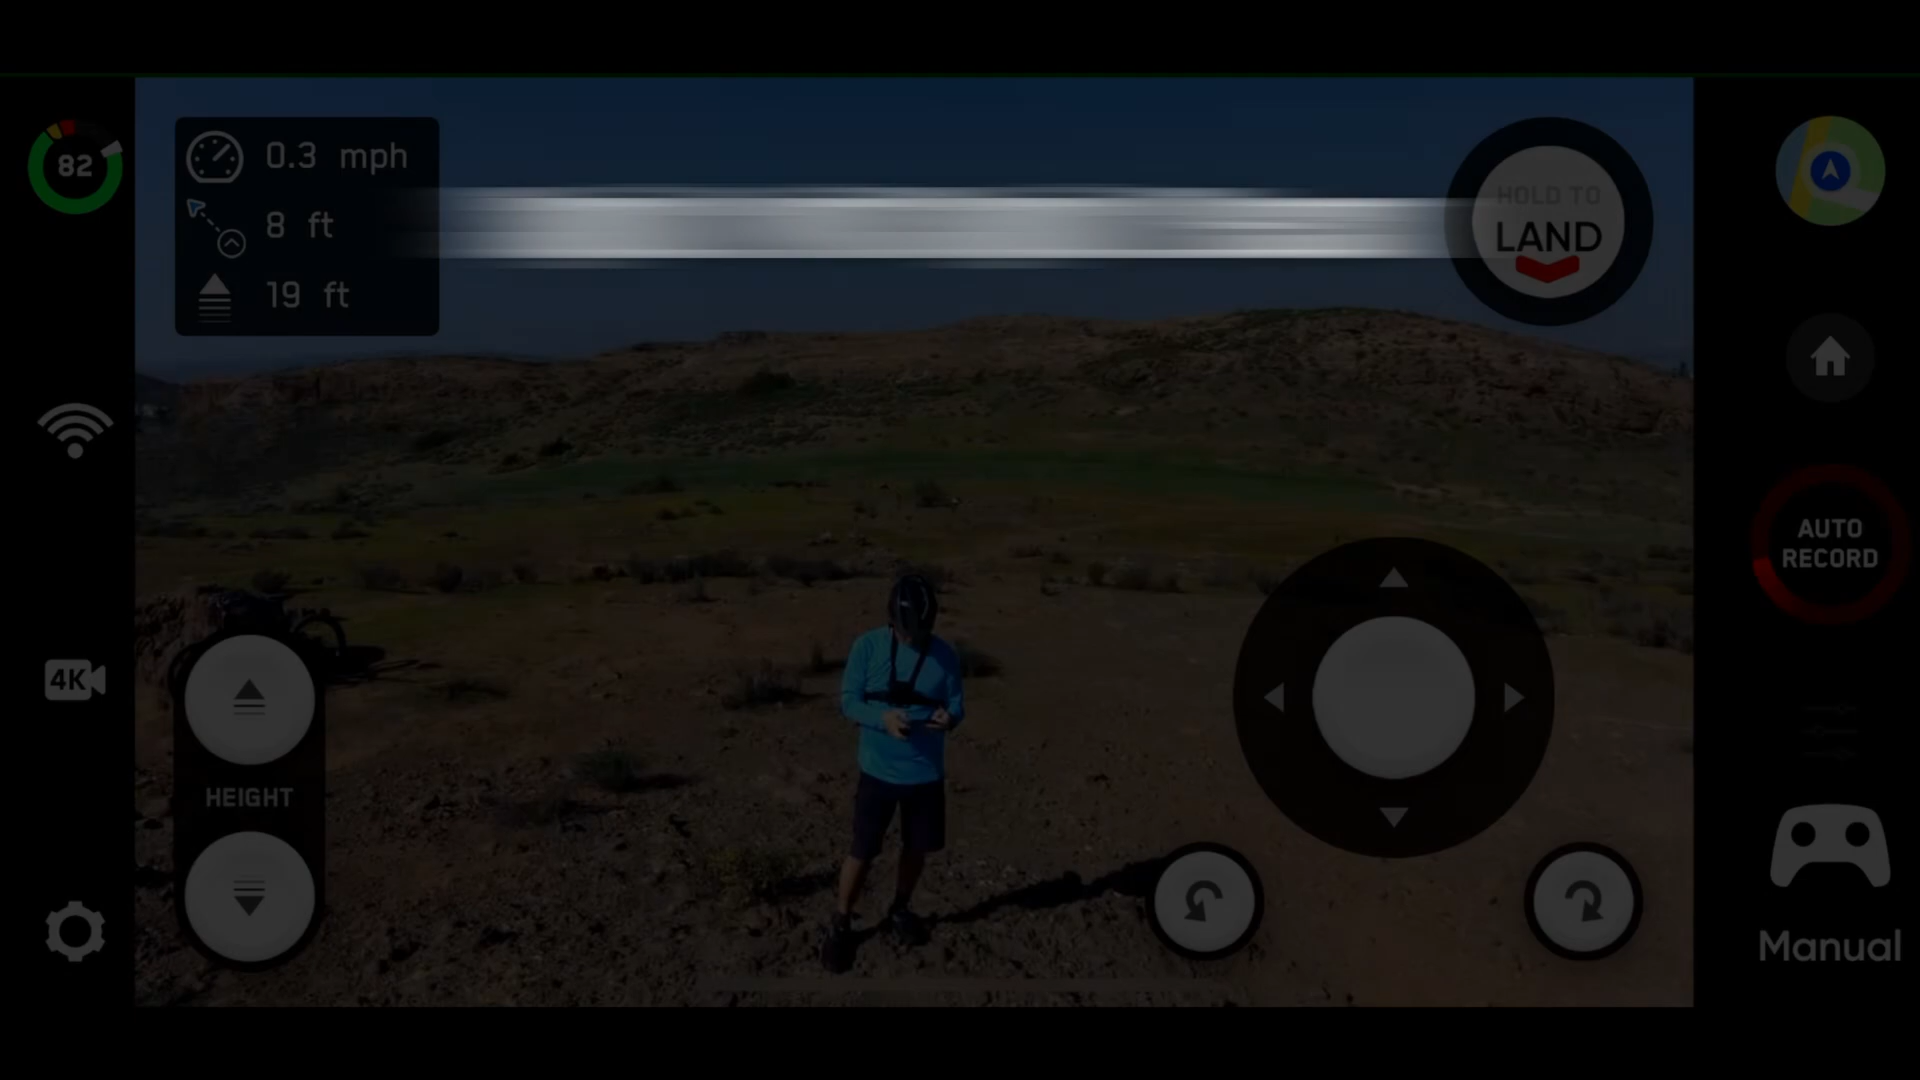 82
0.3 mph
8 ft
19 ft
HOLD TO
LAND
AUTO
RECORD
4K
HEIGHT
Manual